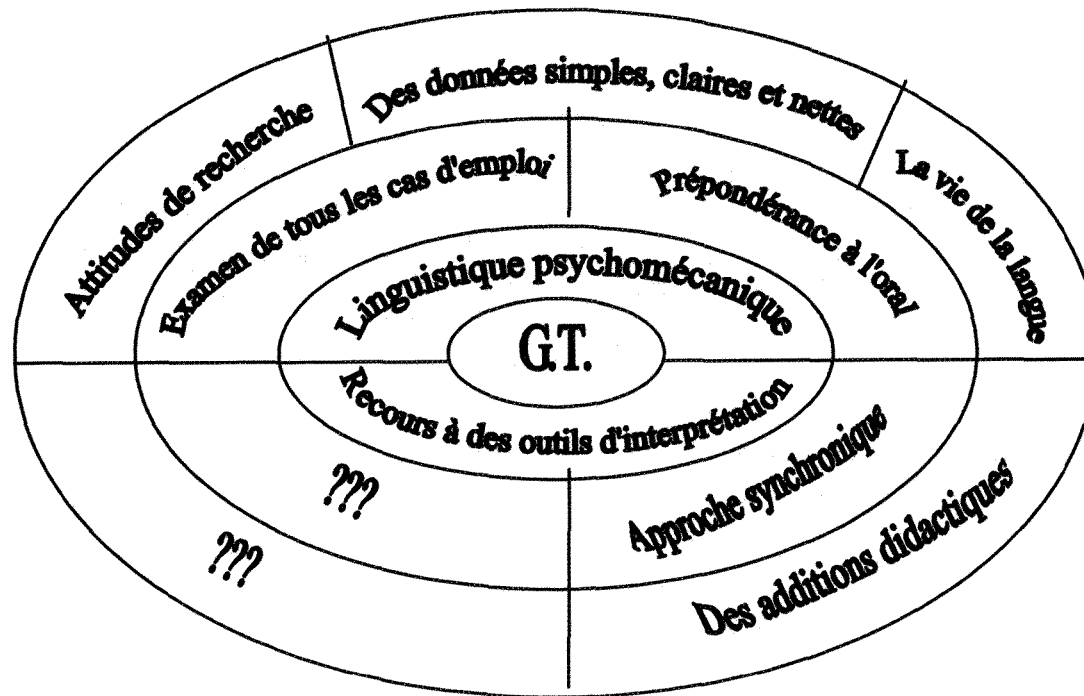 Des données simples, claires et nettes
Attitudes de recherche
La vie de la langue
Examen de tous les cas d'emploi
Prépondérance à l'oral
Linguistique psychomécanique
G.T.
Recours à des outils d'interprétation
???
Approche synchronique
???
Des additions didactiques